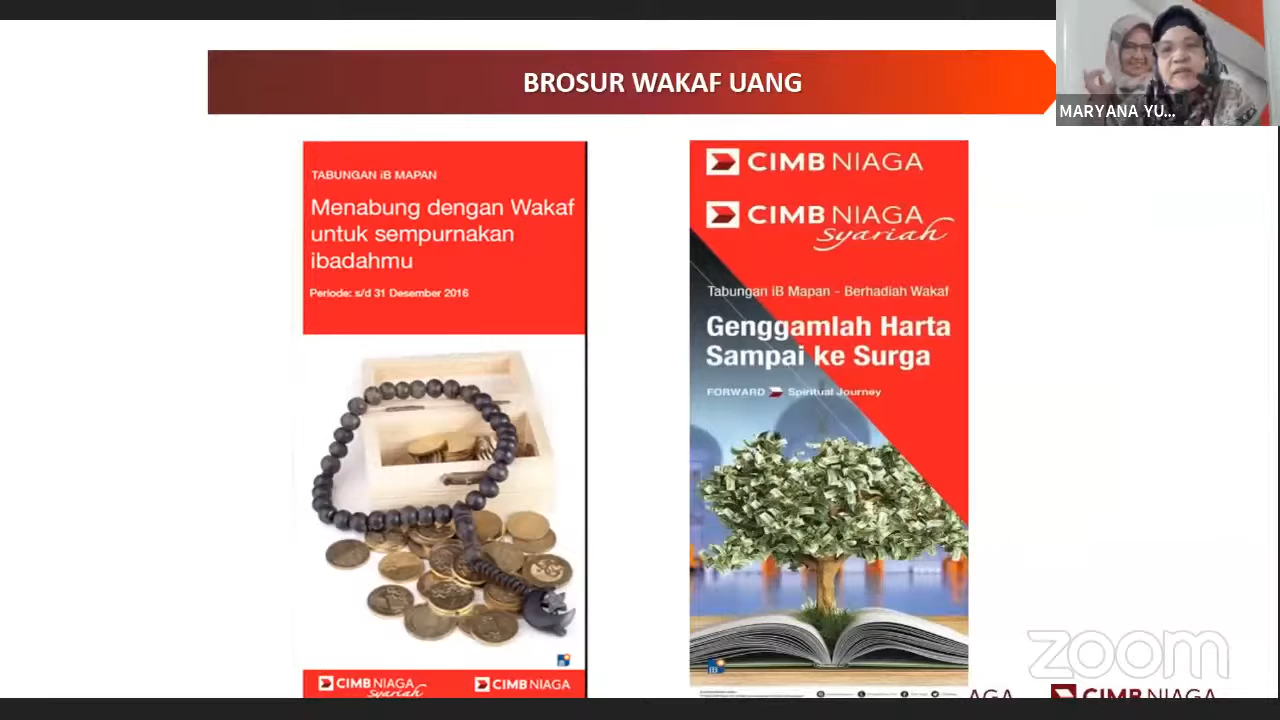 BROSUR WAKAF UANG
MARYANA YU...
TABUNGAN iB MAPAN
Menabung dengan Wakaf
untuk sempurnakan
ibadahmu
Periode: s/d 31 Desember 2016
CIMB NIAGA
syariah
CIMB NIAGA
CIMB NIAGA
CIMB NIAGA
syariah
Tabungan iB Mapan - Berhadiah Wakaf
Genggamlah Harta
Sampai ke Surga
FORWARD Spiritual Journey
iB
zoom
AGA
CIMB NIAGA